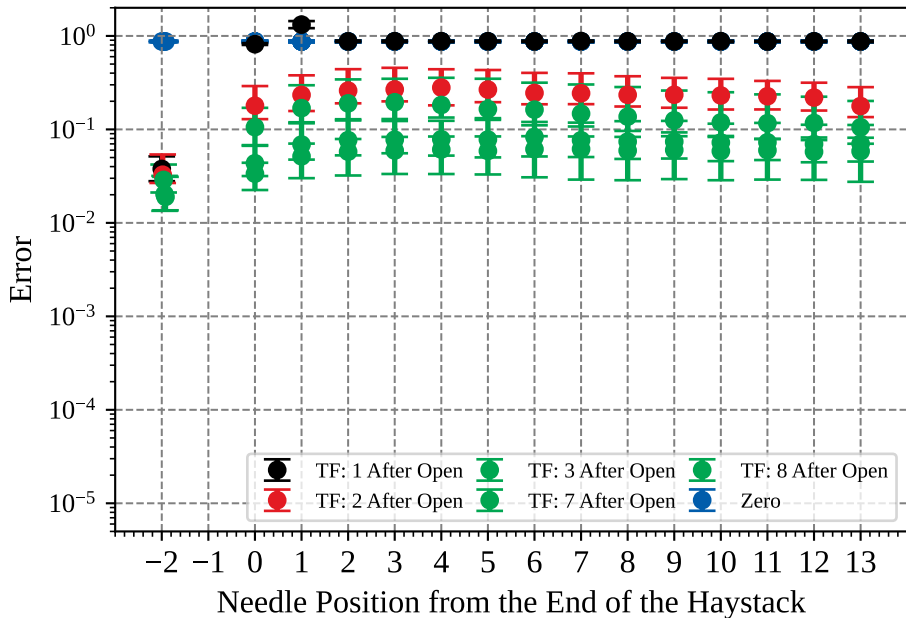 10⁰
10⁻¹
10⁻²
10⁻³
10⁻⁴
10⁻⁵
Error
TF: 1 After Open
TF: 3 After Open
TF: 8 After Open
TF: 2 After Open
TF: 7 After Open
Zero
−2 −1 0 1 2 3 4 5 6 7 8 9 10 11 12 13
Needle Position from the End of the Haystack